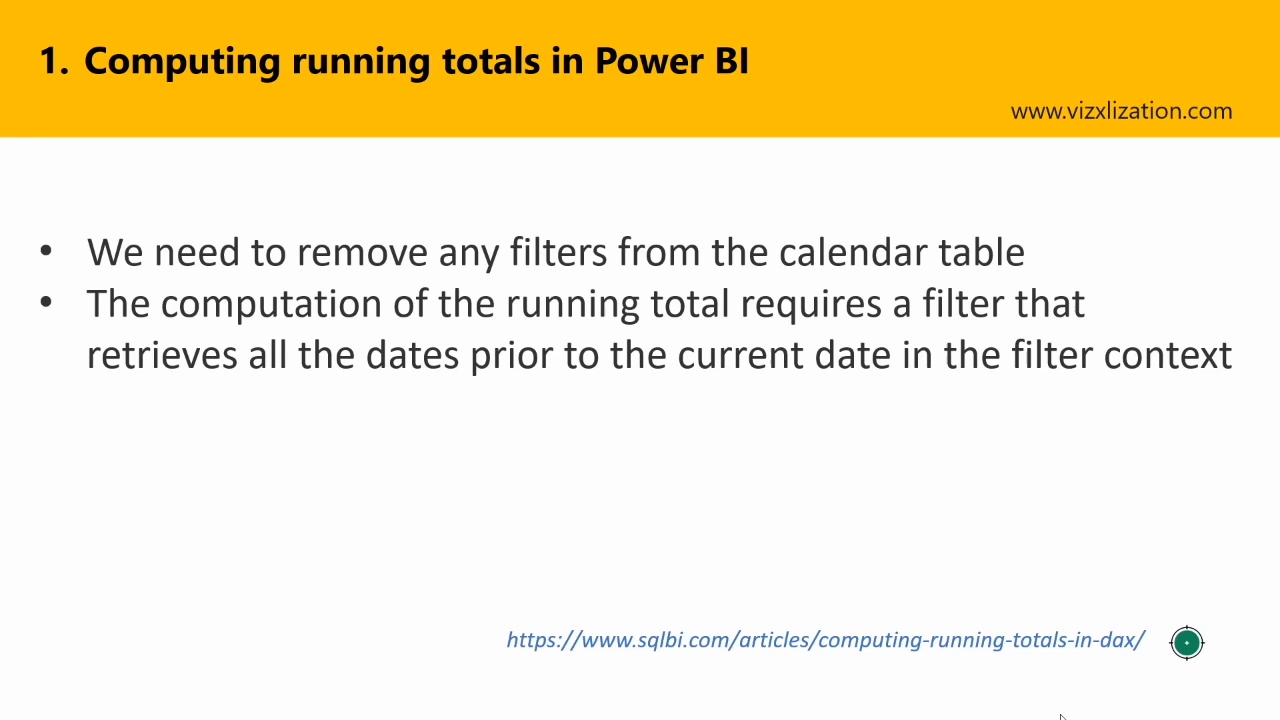 1. Computing running totals in Power BI
www.vizxlization.com
• We need to remove any filters from the calendar table
• The computation of the running total requires a filter that
retrieves all the dates prior to the current date in the filter context
https://www.sqlbi.com/articles/computing-running-totals-in-dax/